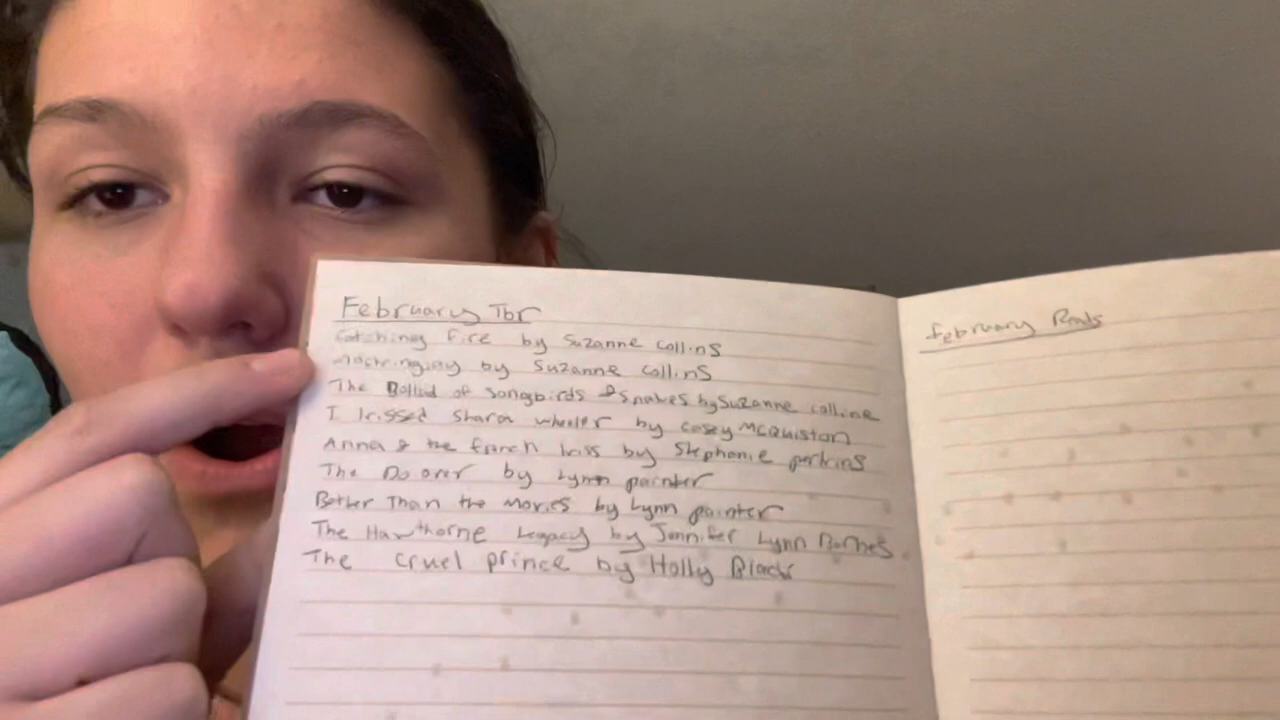 February Tbr
Catching fire by Suzanne Collins
Mockingjay by Suzanne Collins
The Ballad of songbirds & snakes by Suzanne colline
I kissed shara wheeler by casey McQuiston
Anna & the french kiss by Stephanie perkins
The Do over by Lynn painter
Better Than the movies by Lynn painter
The Hawthorne Legacy by Jennifer Lynn Barnes
The cruel prince by Holly Black
february Reads